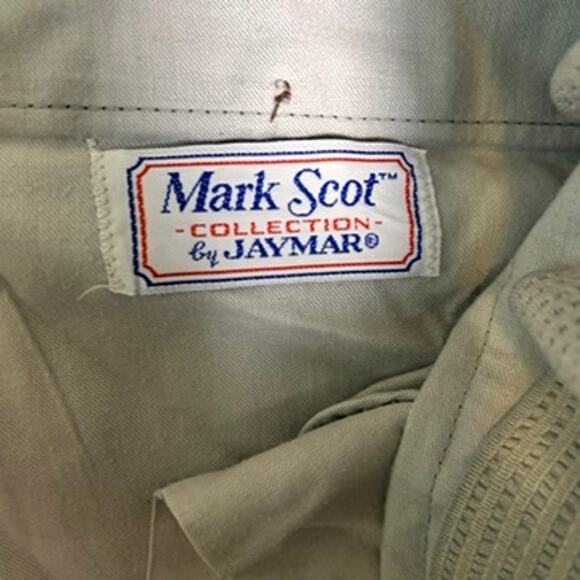 Mark Scot™
-COLLECTION-
by JAYMAR®